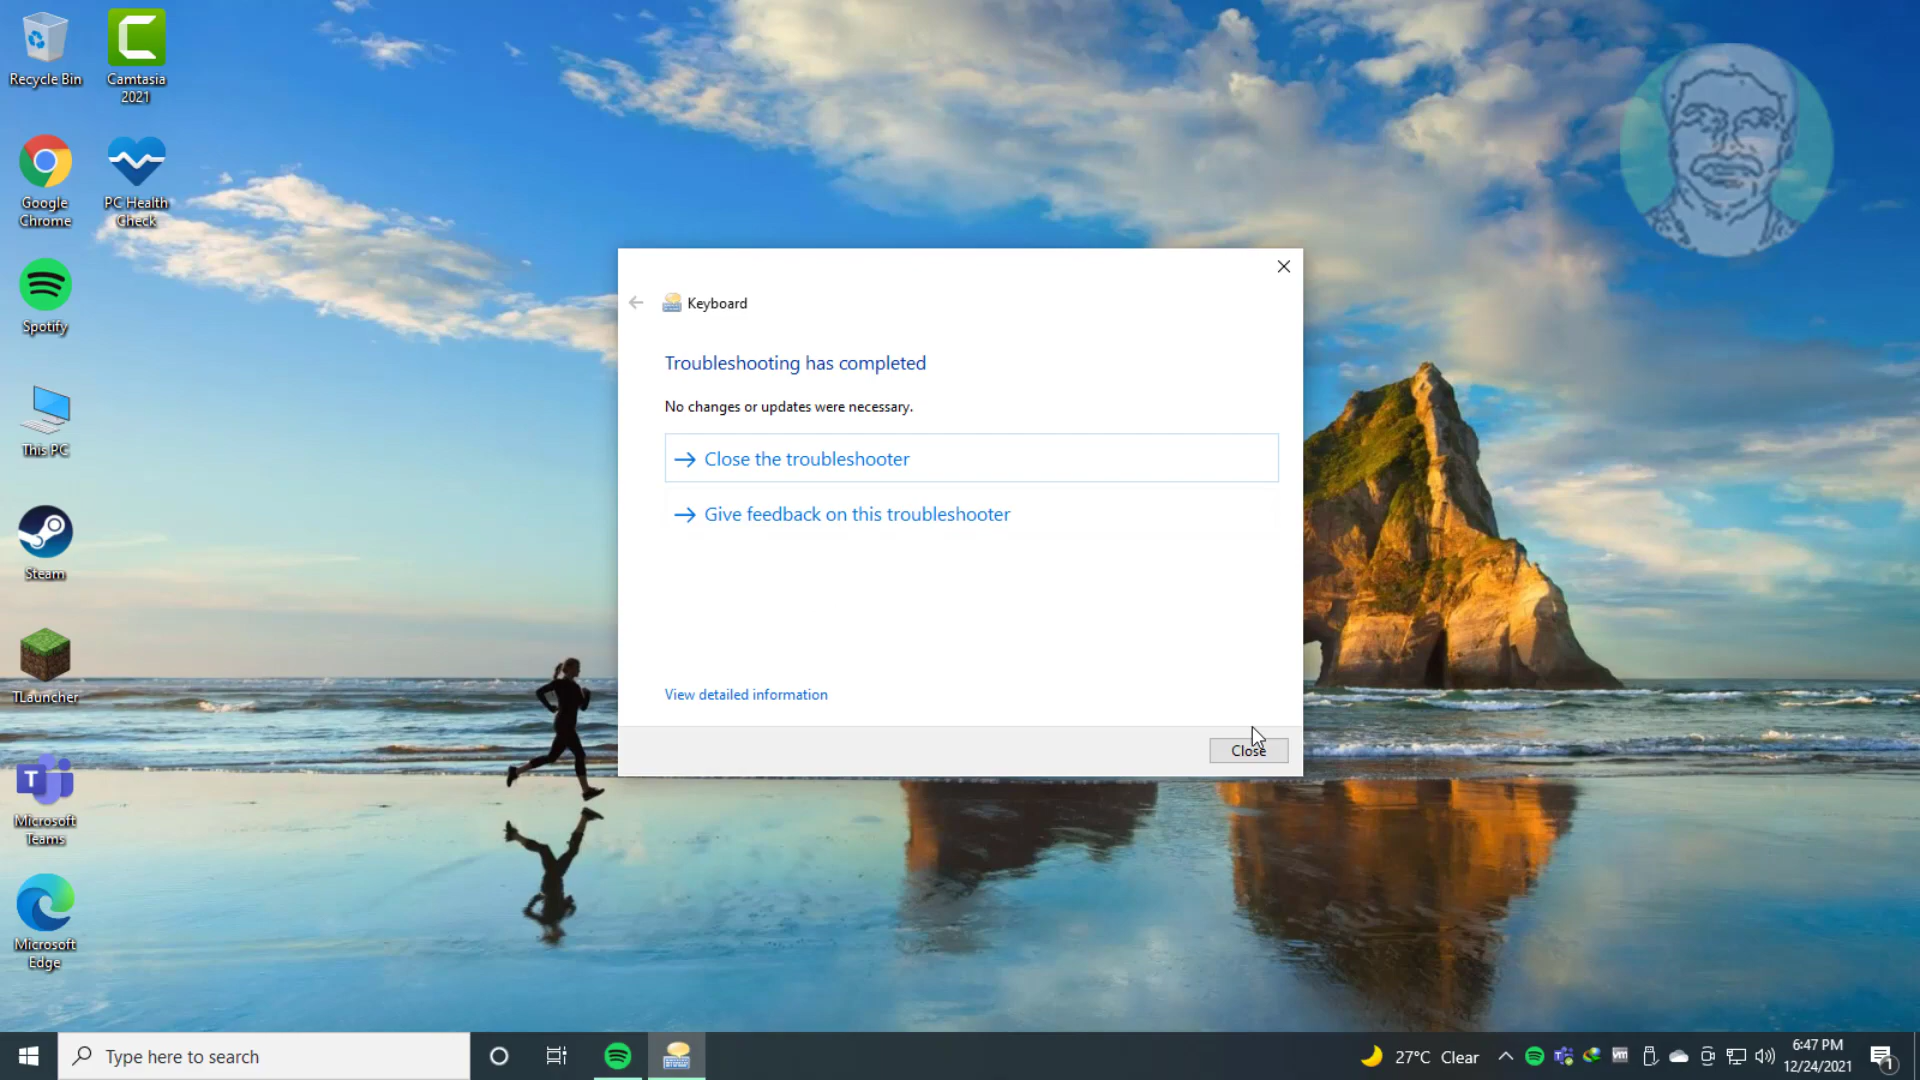 Recycle Bin
Camtasia
2021
Google
Chrome
PC Health
Check
Spotify
This PC
Steam
TLauncher
Microsoft
Teams
Microsoft
Edge
Keyboard
Troubleshooting has completed
No changes or updates were necessary.
Close the troubleshooter
Give feedback on this troubleshooter
View detailed information
Close
Type here to search
27°C Clear
6:47 PM
12/24/2021
1